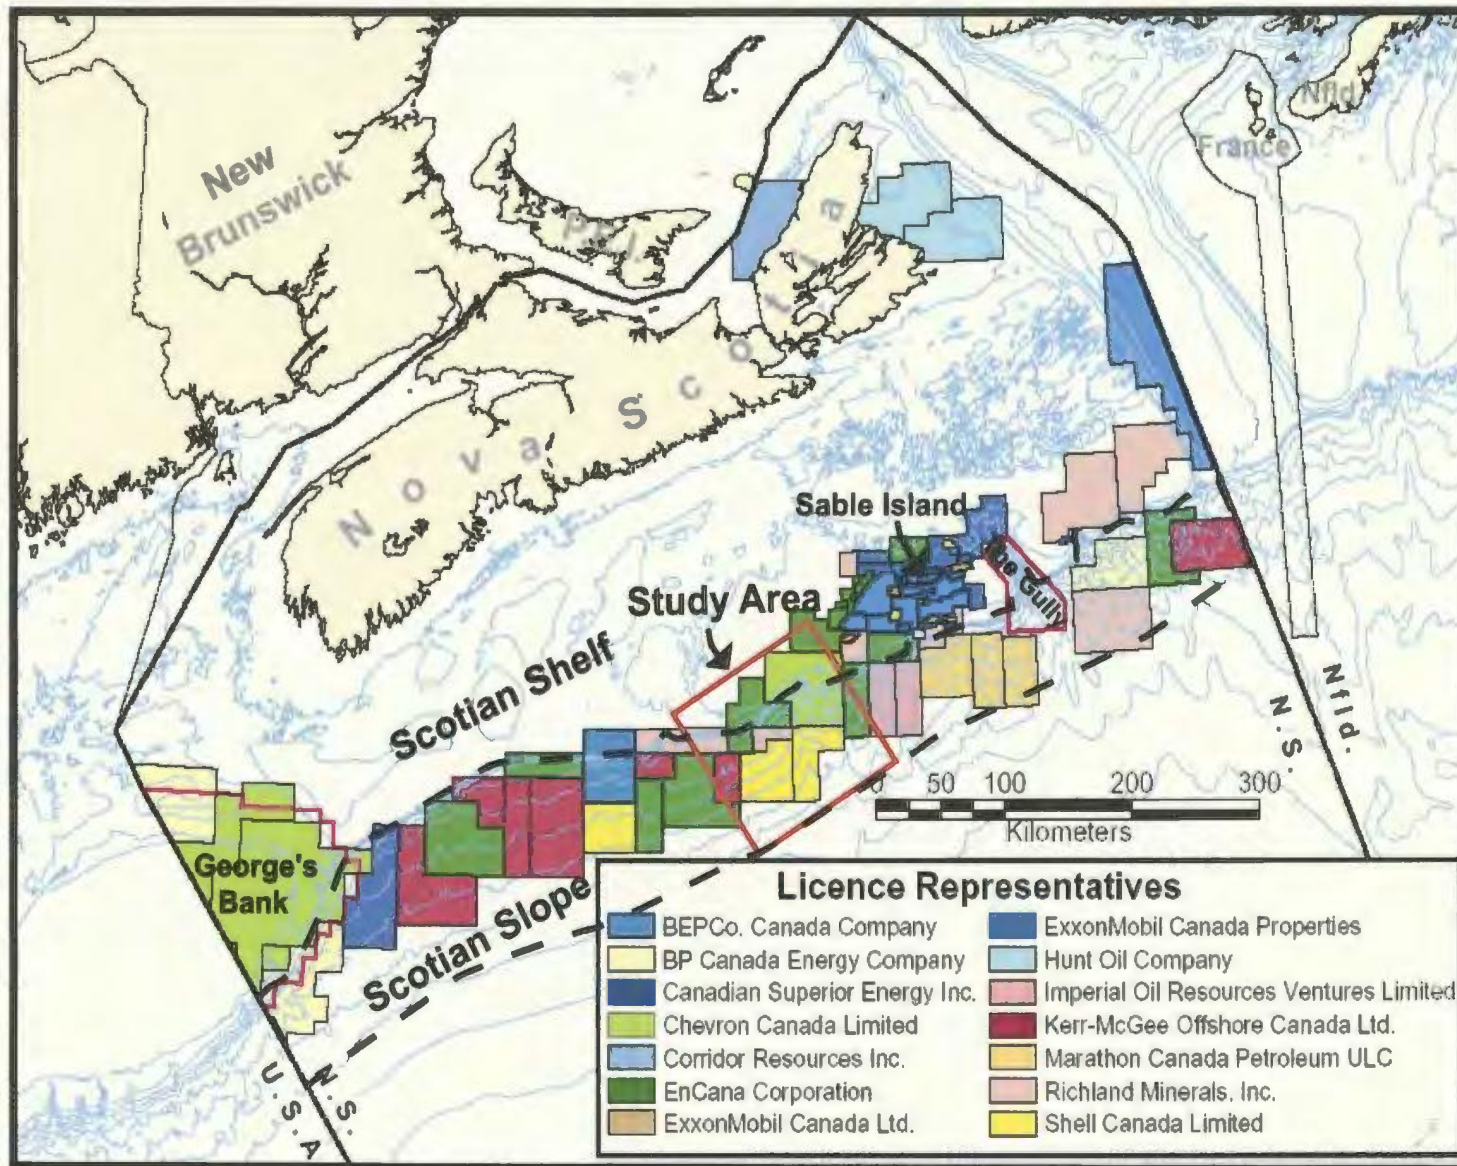 Nfld
France
New
Brunswick
P.E.I.
Nova Scotia
Sable Island
The Gully
Study Area
Scotian Shelf
Nfld.
N.S.
0 50 100 200 300
Kilometers
George's
Bank
Scotian Slope
N.S.
U.S.A
Licence Representatives
BEPCo. Canada Company
BP Canada Energy Company
Canadian Superior Energy Inc.
Chevron Canada Limited
Corridor Resources Inc.
EnCana Corporation
ExxonMobil Canada Ltd.
ExxonMobil Canada Properties
Hunt Oil Company
Imperial Oil Resources Ventures Limited
Kerr-McGee Offshore Canada Ltd.
Marathon Canada Petroleum ULC
Richland Minerals, Inc.
Shell Canada Limited